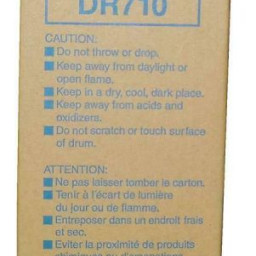 DR710
CAUTION:
■ Do not throw or drop.
■ Keep away from daylight or
open flame.
■ Keep in a dry, cool, dark place.
■ Keep away from acids and
oxidizers.
■ Do not scratch or touch surface
of drum.
ATTENTION:
■ Ne pas laisser tomber le carton.
■ Tenir à l'écart de lumière
du jour ou de flamme.
■ Entreposer dans un endroit frais
et sec.
■ Eviter la proximité de produits
chimiques ou